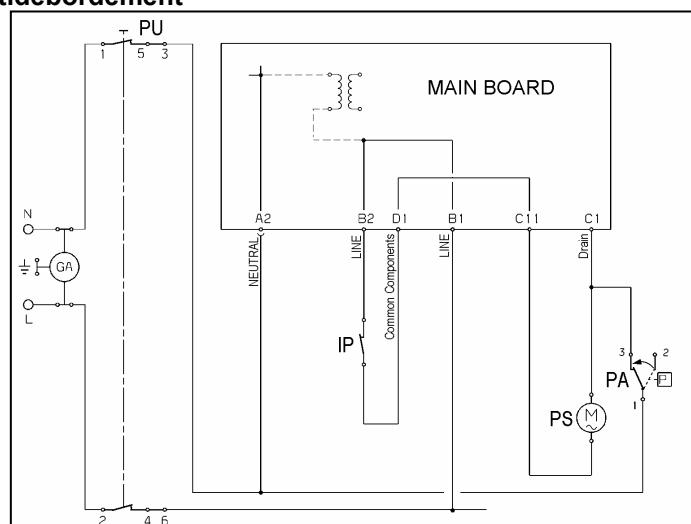 tidebordement
PU
1 5 3
MAIN BOARD
N
GA
L
A2 B2 D1 B1 C11 C1
NEUTRAL
LINE
Common Components
LINE
Drain
IP
3 2
PA P
1
PS M
2 4 6